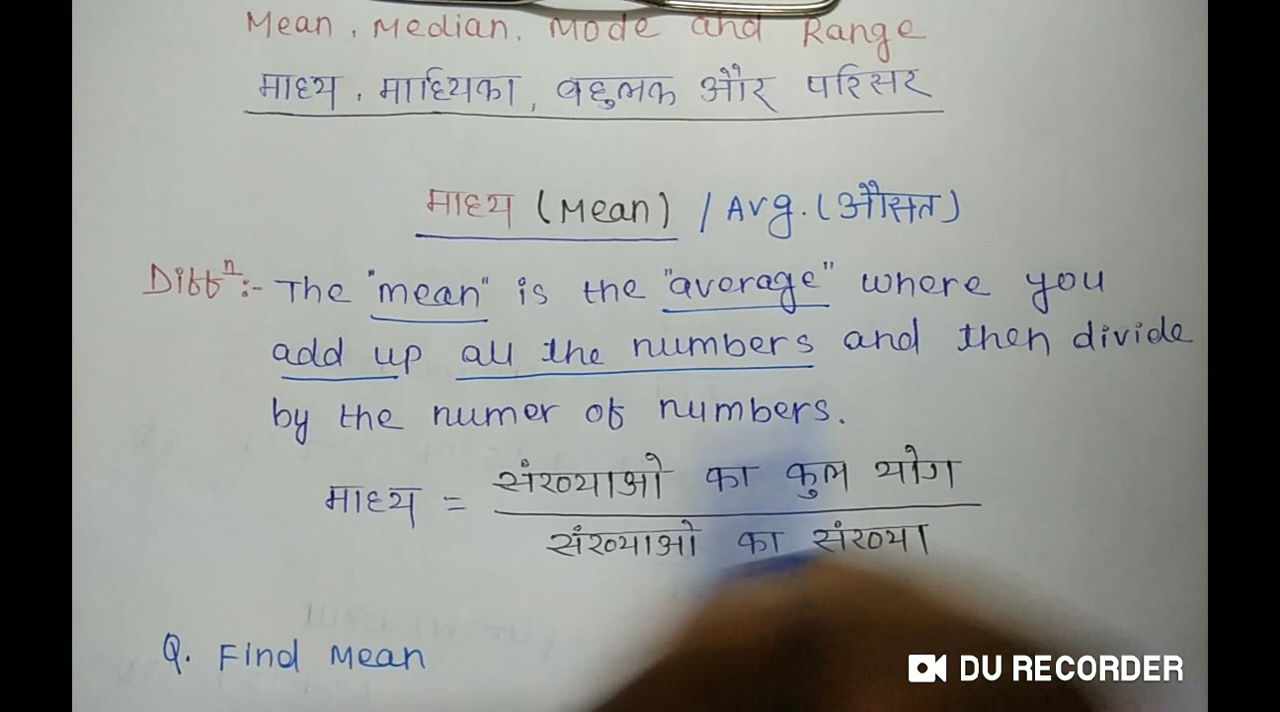 Mean, Median, Mode and Range
माध्य, माध्यिका, बहुलक और परिसर
माध्य (Mean) / Avg. (औसत)
Diffⁿ:- The "mean" is the "average" where you
add up all the numbers and then divide
by the numer of numbers.
माध्य = संख्याओ का कुल योग
संख्याओ का संख्या
Q. Find Mean
DU RECORDER